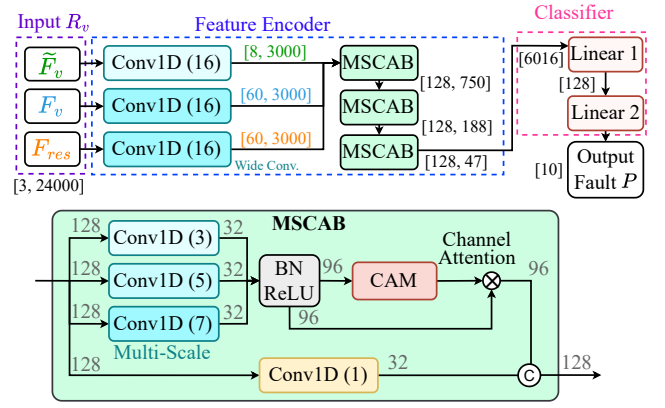 Input R_v
Feature Encoder
Classifier
F̃_v
Conv1D (16)
[8, 3000]
MSCAB
[6016]
Linear 1
[128, 750]
[128]
F_v
Conv1D (16)
[60, 3000]
MSCAB
Linear 2
[128, 188]
F_res
Conv1D (16)
[60, 3000]
MSCAB
Wide Conv.
[128, 47]
[3, 24000]
[10]
Output
Fault P
MSCAB
128
Conv1D (3)
32
Channel
Attention
128
Conv1D (5)
32
BN
ReLU
96
CAM
96
128
Conv1D (7)
32
96
Multi-Scale
128
Conv1D (1)
32
C
128